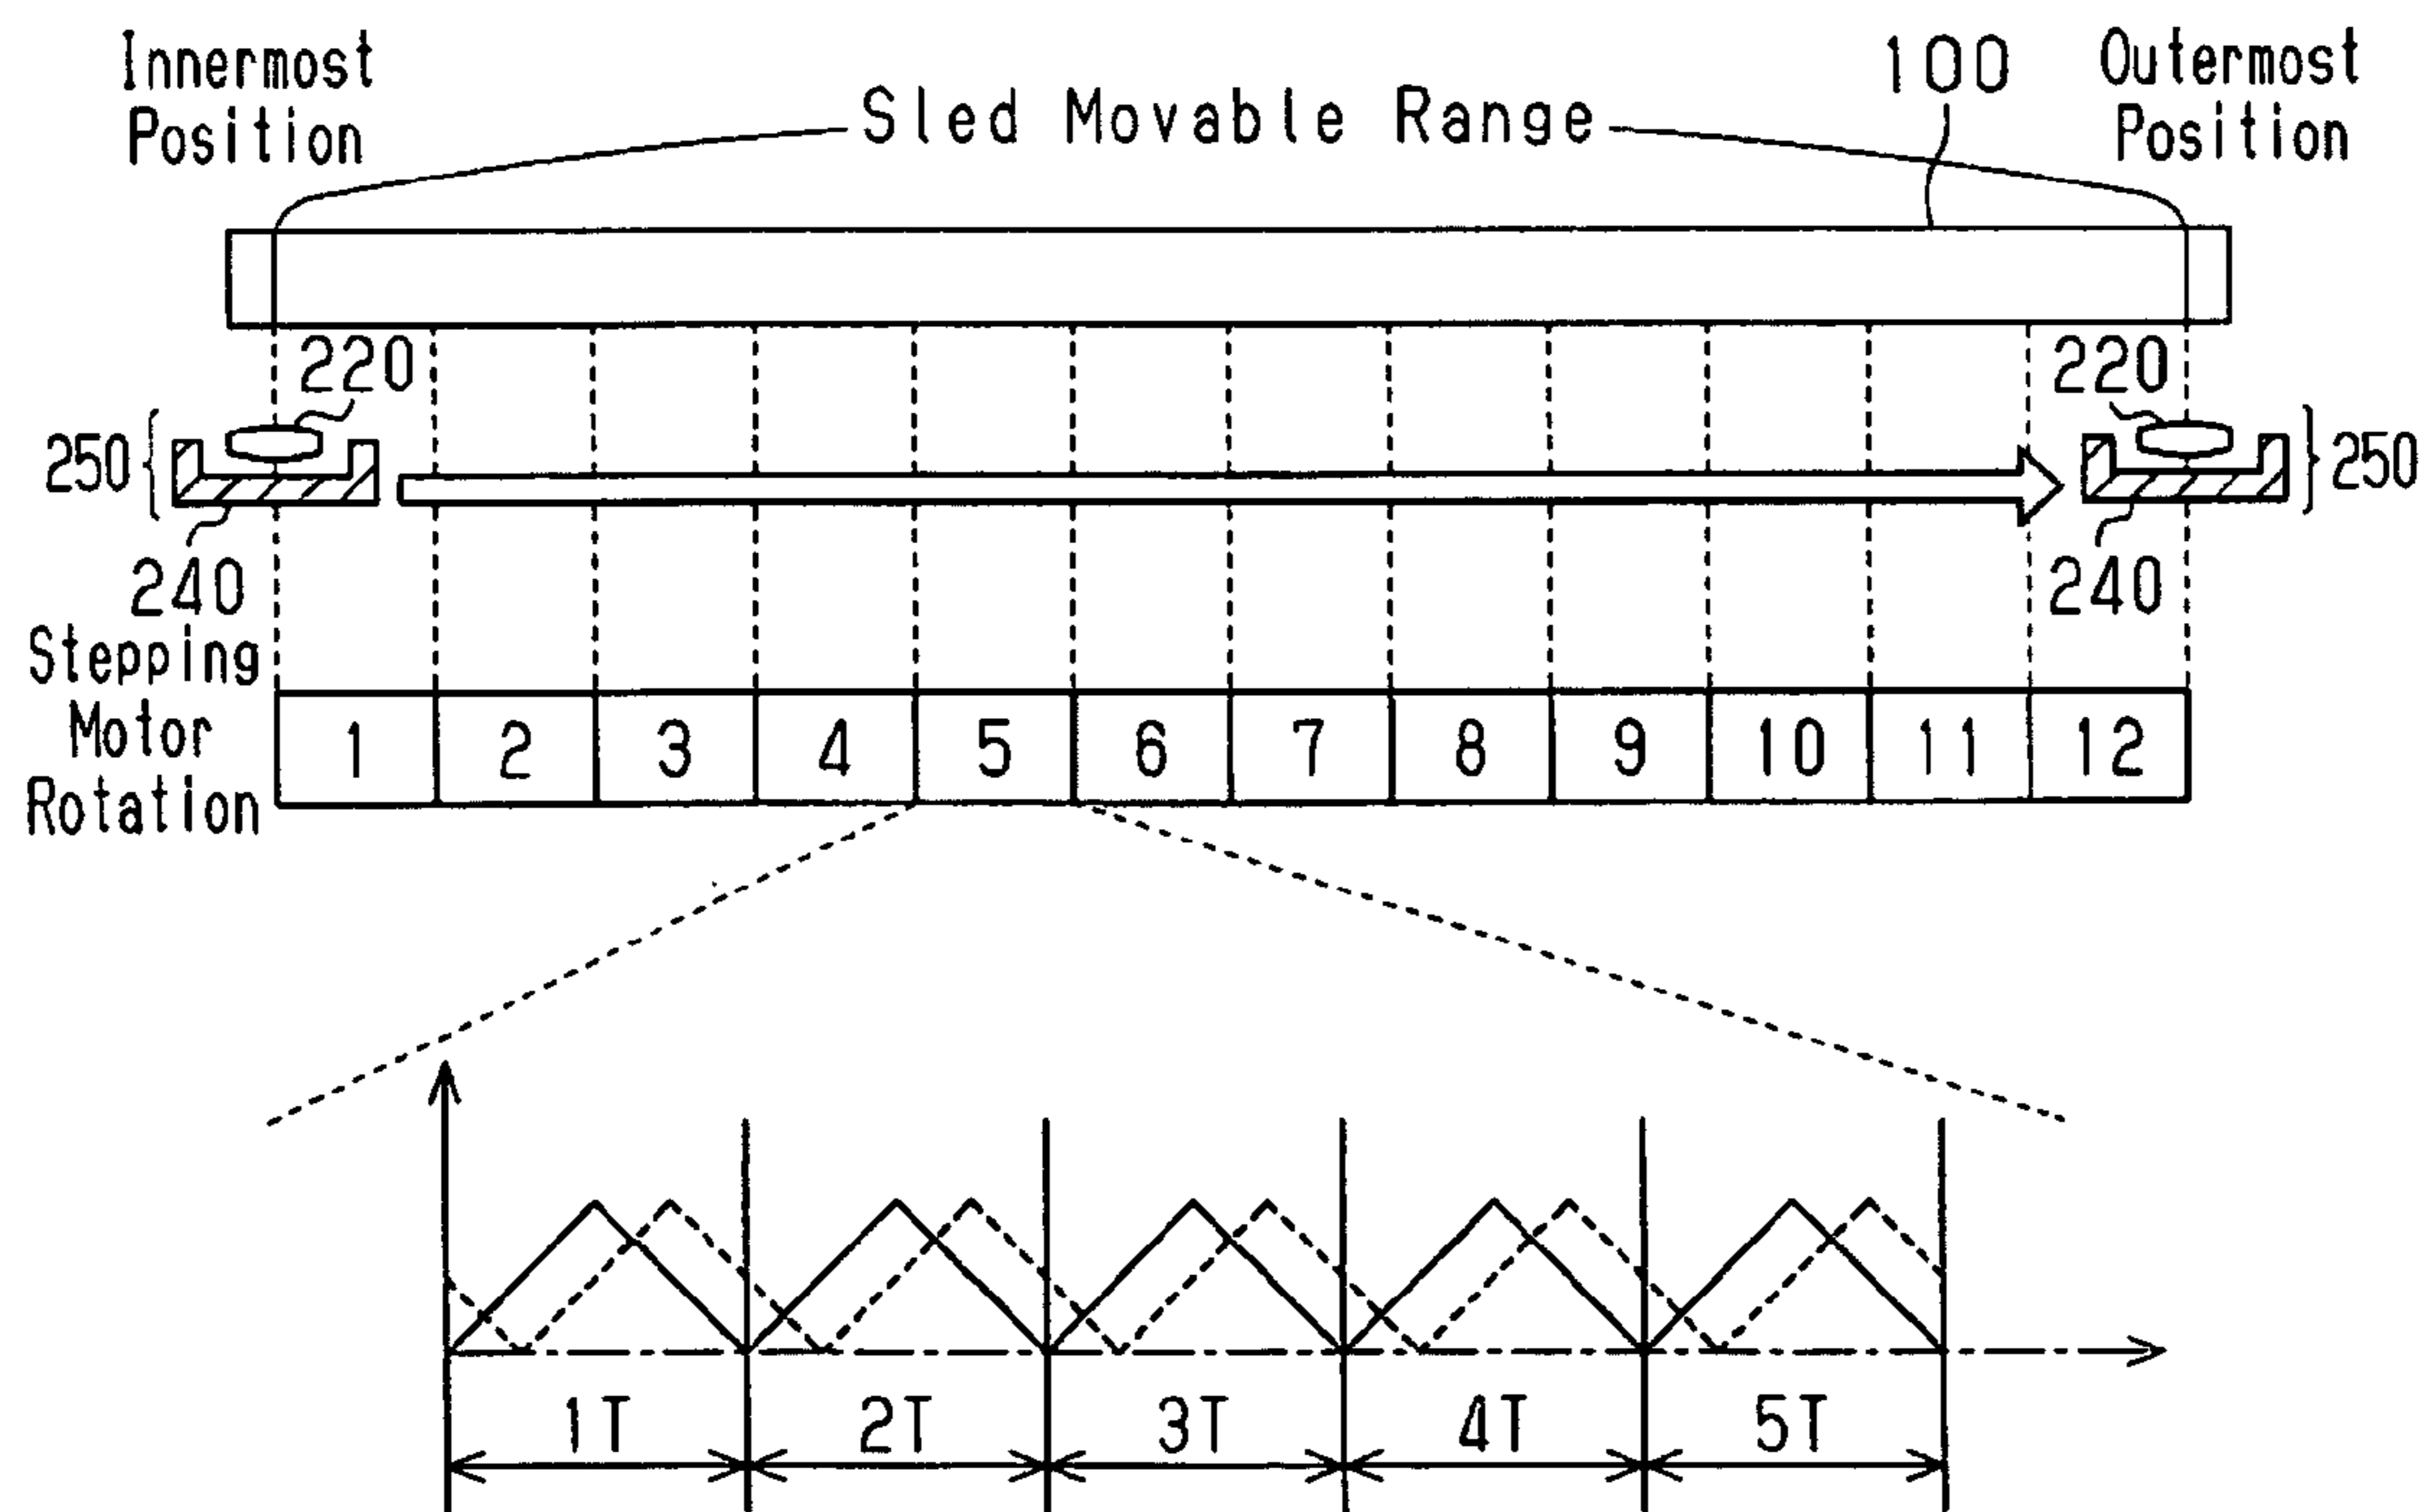 Innermost
Position
Sled Movable Range
100
Outermost
Position
220
220
250
250
240
240
Stepping
Motor
Rotation
1 2 3 4 5 6 7 8 9 10 11 12
1T 2T 3T 4T 5T